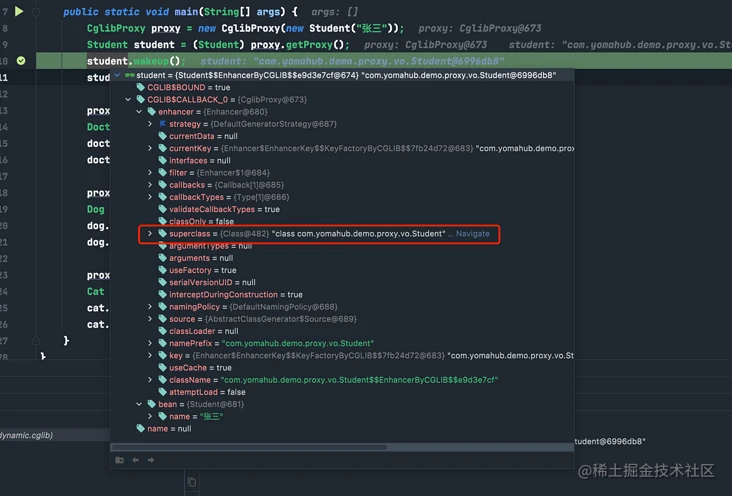 7 public static void main(String[] args) { args: []
8 CglibProxy proxy = new CglibProxy(new Student("张三")); proxy: CglibProxy@673
9 Student student = (Student) proxy.getProxy(); proxy: CglibProxy@673 student: "com.yomahub.demo.proxy.vo.St
10 student.wakeup(); student: "com.yomahub.demo.proxy.vo.Student@6996db8"
11 stud
student = {Student$$EnhancerByCGLIB$$e9d3e7cf@674} "com.yomahub.demo.proxy.vo.Student@6996db8"
CGLIB$BOUND = true
12
CGLIB$CALLBACK_0 = {CglibProxy@673}
13 prox
enhancer = {Enhancer@680}
14 Doct
strategy = {DefaultGeneratorStrategy@687}
15 doct
currentData = null
16 doct
currentKey = {Enhancer$EnhancerKey$$KeyFactoryByCGLIB$$7fb24d72@683} "com.yomahub.demo.prox
interfaces = null
17
filter = {Enhancer$1@684}
18 prox
callbacks = {Callback[1]@685}
19 Dog
callbackTypes = {Type[1]@686}
validateCallbackTypes = true
20 dog.
classOnly = false
21 dog.
superclass = {Class@482} "class com.yomahub.demo.proxy.vo.Student" ... Navigate
argumentTypes = null
22
arguments = null
23 prox
useFactory = true
serialVersionUID = null
24 Cat
interceptDuringConstruction = true
25 cat.
namingPolicy = {DefaultNamingPolicy@688}
source = {AbstractClassGenerator$Source@689}
26 cat.
classLoader = null
27 }
namePrefix = "com.yomahub.demo.proxy.vo.Student"
28 }
key = {Enhancer$EnhancerKey$$KeyFactoryByCGLIB$$7fb24d72@683} "com.yomahub.demo.proxy.vo.St
useCache = true
className = "com.yomahub.demo.proxy.vo.Student$$EnhancerByCGLIB$$e9d3e7cf"
attemptLoad = false
bean = {Student@681}
name = "张三"
name = null
dynamic.cglib)
tudent@6996db8"
@稀土掘金技术社区